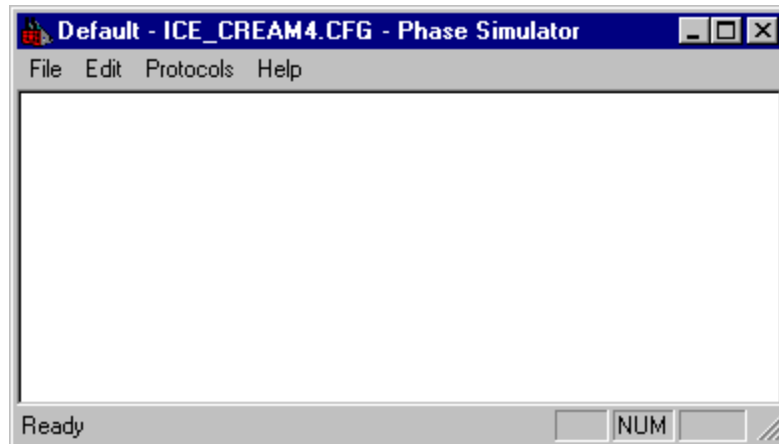 Default - ICE_CREAM4.CFG - Phase Simulator
File Edit Protocols Help
Ready NUM